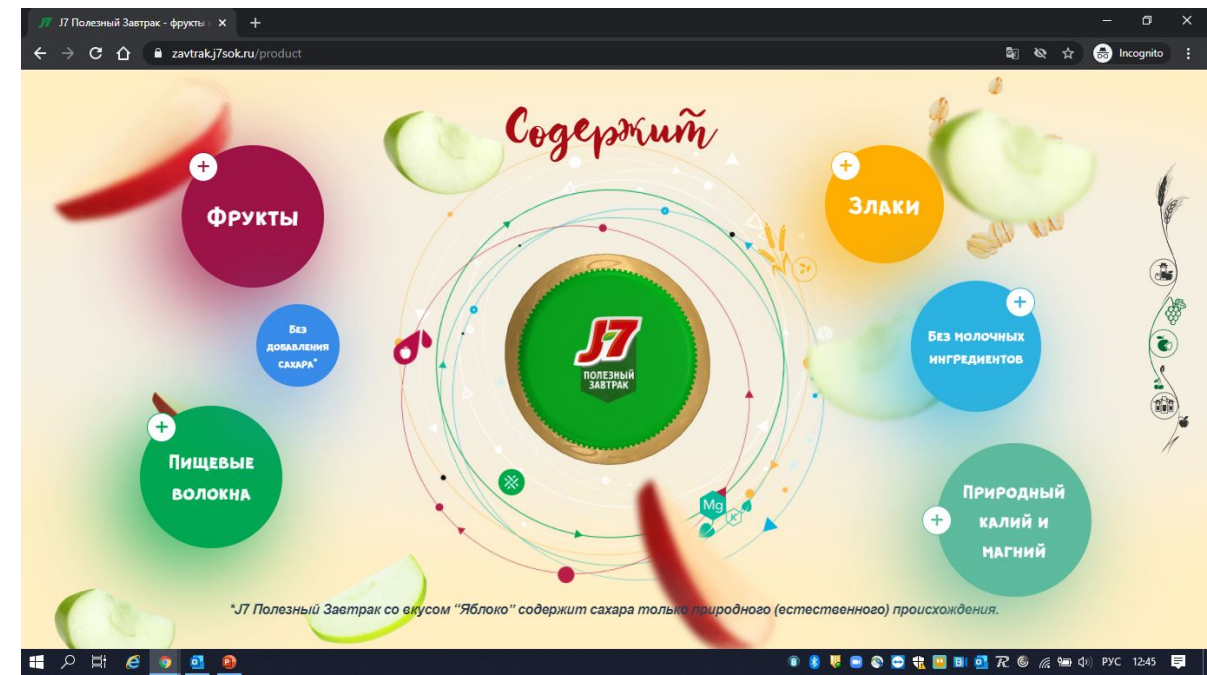 J7 Полезный Завтрак - фрукты
zavtrak.j7sok.ru/product
Incognito
Содержит
Фрукты
Злаки
Без
добавления
сахара*
Без молочных
ингредиентов
J7
ПОЛЕЗНЫЙ
ЗАВТРАК
Пищевые
волокна
Mg
K
Природный
калий и
магний
*J7 Полезный Завтрак со вкусом “Яблоко” содержит сахара только природного (естественного) происхождения.
РУС 12:45